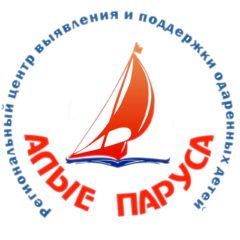 Региональный центр выявления и поддержки одаренных детей
АЛЫЕ ПАРУСА